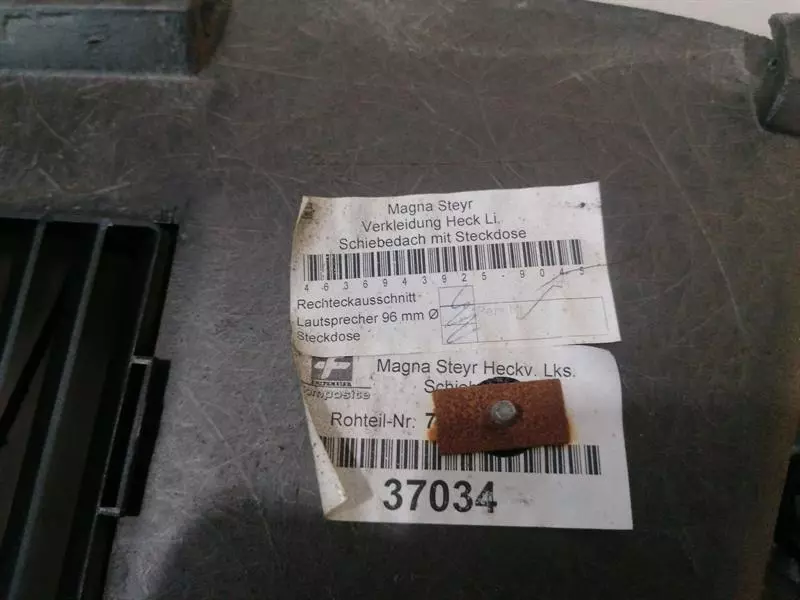 Magna Steyr
Verkleidung Heck Li.
Schiebedach mit Steckdose
4636943925-9045
Rechteckausschnitt
Lautsprecher 96 mm Ø
Steckdose
Magna Steyr Heckv. Lks.
Rohteil-Nr. 7
37034